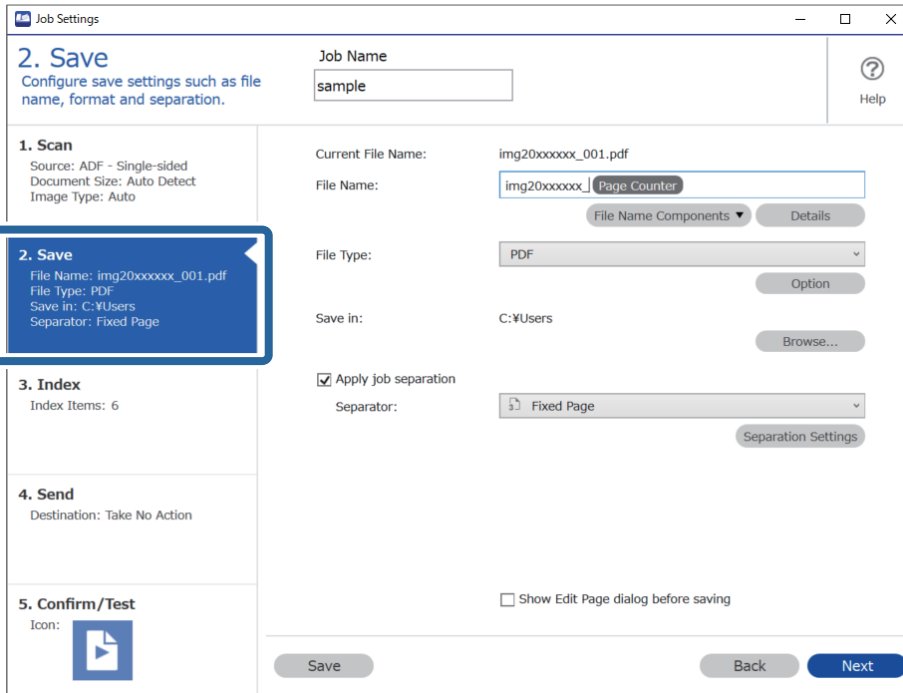 Job Settings
2. Save
Configure save settings such as file
name, format and separation.
Job Name
sample
Help
1. Scan
Source: ADF - Single-sided
Document Size: Auto Detect
Image Type: Auto
2. Save
File Name: img20xxxxxx_001.pdf
File Type: PDF
Save in: C:¥Users
Separator: Fixed Page
3. Index
Index Items: 6
4. Send
Destination: Take No Action
5. Confirm/Test
Icon:
Current File Name: img20xxxxxx_001.pdf
File Name: img20xxxxxx_ Page Counter
File Name Components ▼ Details
File Type: PDF
Option
Save in: C:¥Users
Browse...
Apply job separation
Separator: Fixed Page
Separation Settings
Show Edit Page dialog before saving
Save Back Next